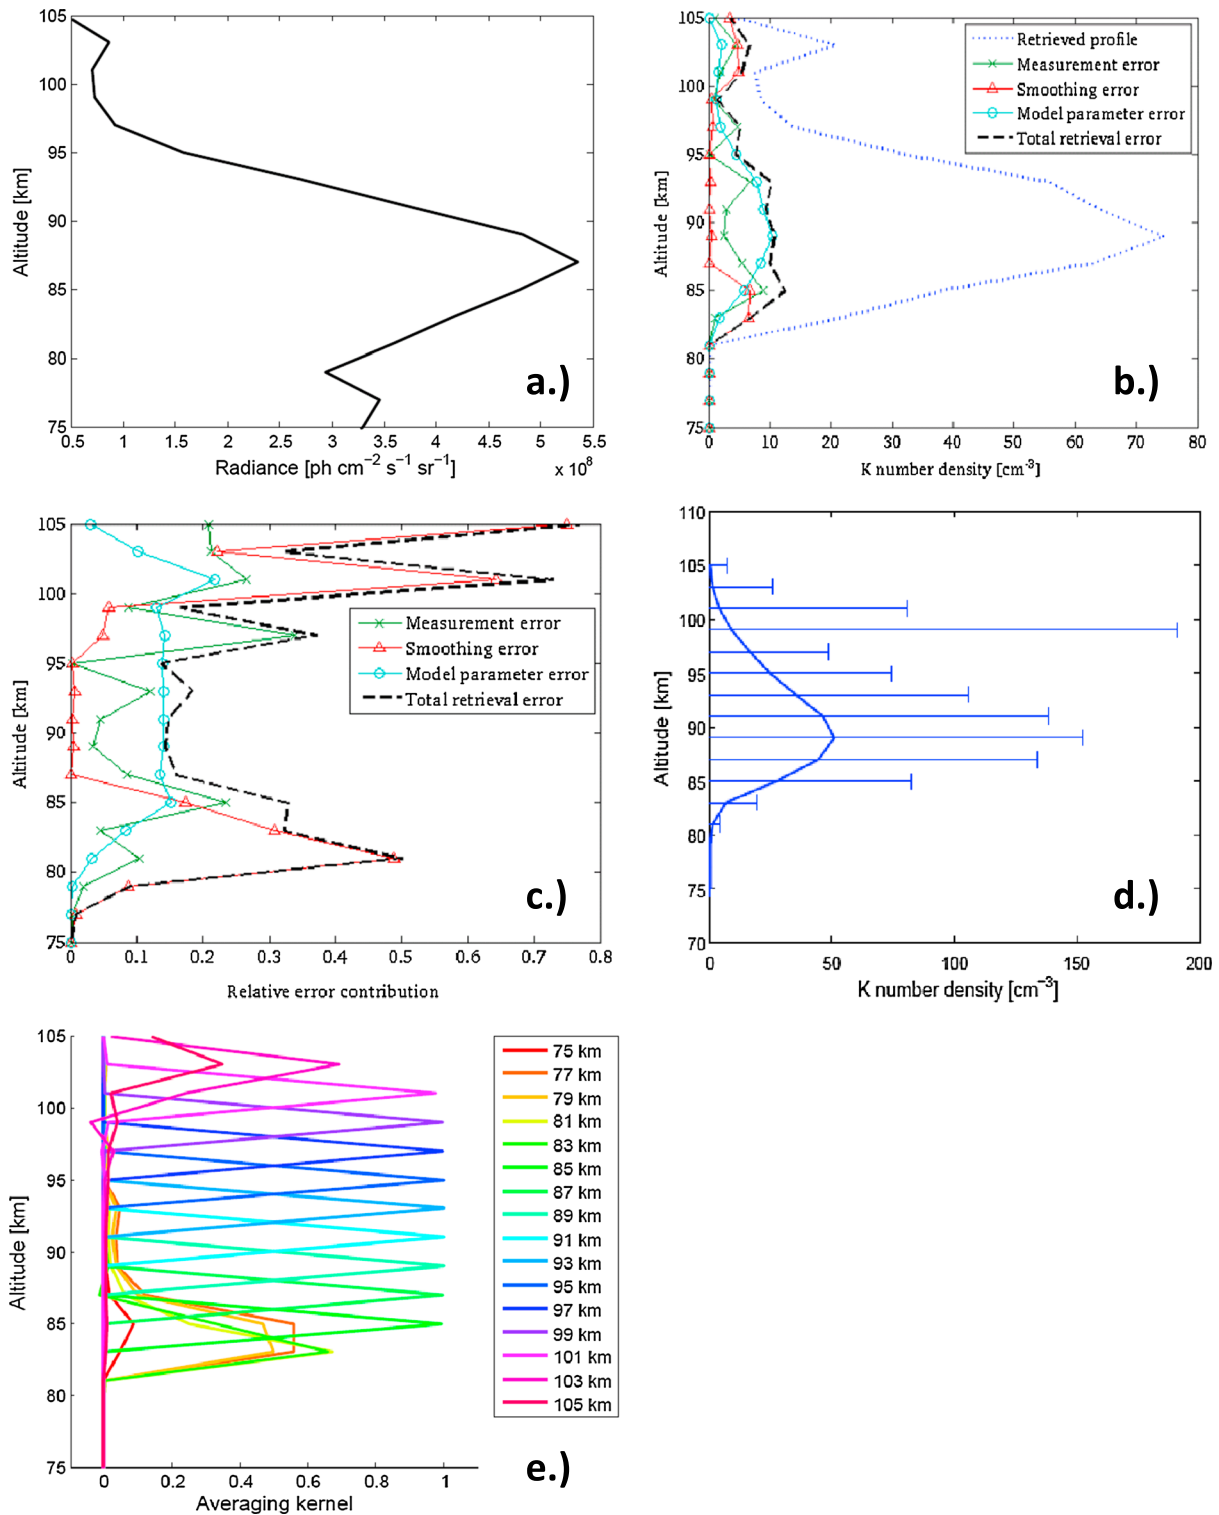 105
100
95
90
85
80
75
Altitude [km]
0.5 1 1.5 2 2.5 3 3.5 4 4.5 5 5.5
Radiance [ph cm⁻² s⁻¹ sr⁻¹]
x 10⁸
a.)
105
100
95
90
85
80
75
Altitude [km]
Retrieved profile
Measurement error
Smoothing error
Model parameter error
Total retrieval error
0 10 20 30 40 50 60 70 80
K number density [cm⁻³]
b.)
105
100
95
90
85
80
75
Altitude [km]
Measurement error
Smoothing error
Model parameter error
Total retrieval error
0 0.1 0.2 0.3 0.4 0.5 0.6 0.7 0.8
Relative error contribution
c.)
110
105
100
95
90
85
80
75
70
Altitude [km]
0 50 100 150 200
K number density [cm⁻³]
d.)
105
100
95
90
85
80
75
Altitude [km]
75 km
77 km
79 km
81 km
83 km
85 km
87 km
89 km
91 km
93 km
95 km
97 km
99 km
101 km
103 km
105 km
0 0.2 0.4 0.6 0.8 1
Averaging kernel
e.)